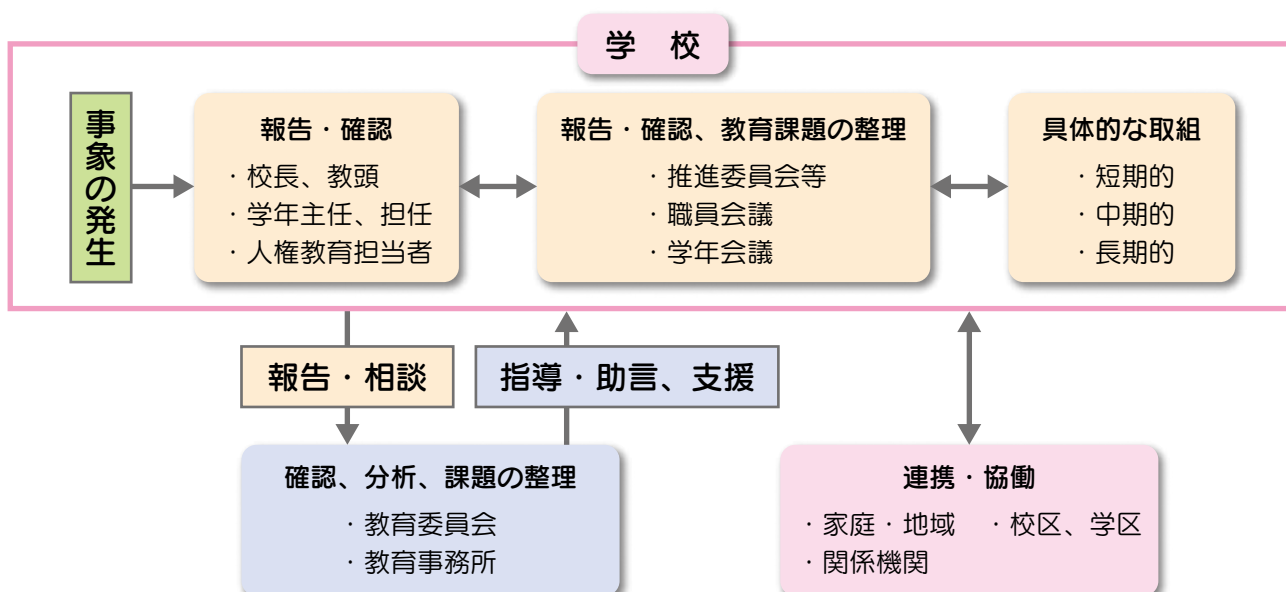 学　校
事象の発生
報告・確認
・校長、教頭
・学年主任、担任
・人権教育担当者
報告・確認、教育課題の整理
・推進委員会等
・職員会議
・学年会議
具体的な取組
・短期的
・中期的
・長期的
報告・相談
指導・助言、支援
確認、分析、課題の整理
・教育委員会
・教育事務所
連携・協働
・家庭・地域　・校区、学区
・関係機関